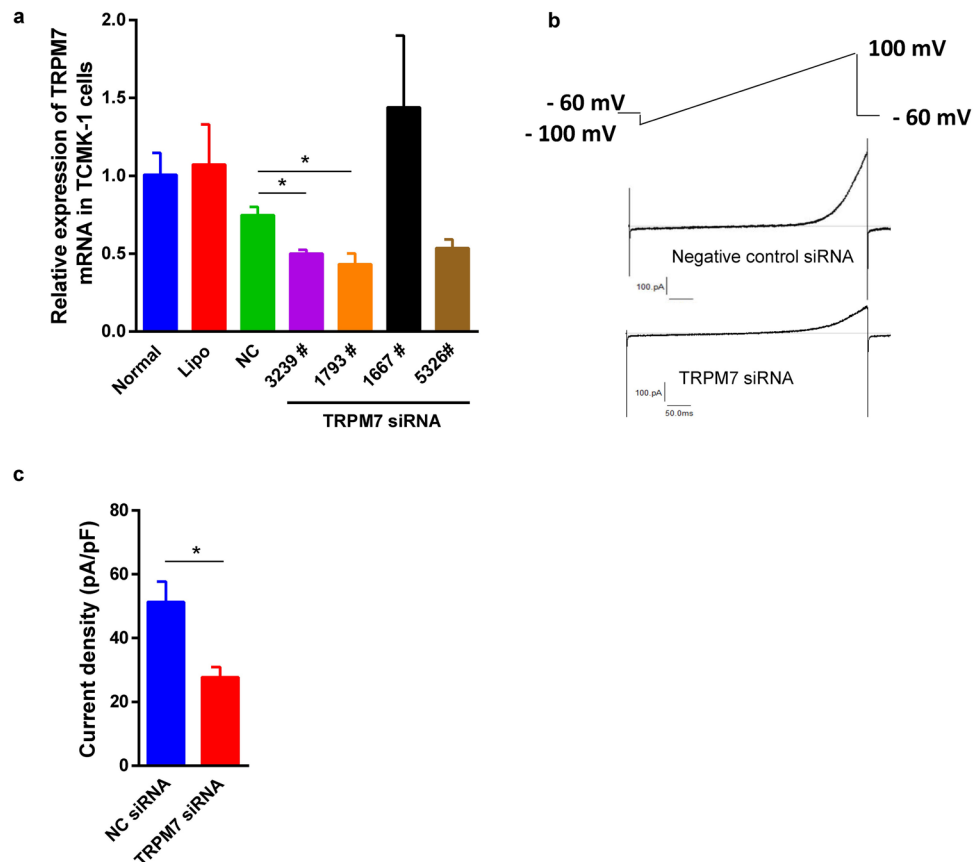 a
Relative expression of TRPM7
mRNA in TCMK-1 cells
2.0
1.5
1.0
0.5
0.0
*
*
Normal
Lipo
NC
3239 #
1793 #
1667 #
5326#
TRPM7 siRNA
b
100 mV
- 60 mV
- 100 mV
- 60 mV
Negative control siRNA
100.pA
TRPM7 siRNA
100.pA
50.0ms
c
Current density (pA/pF)
80
60
40
20
0
*
NC siRNA
TRPM7 siRNA